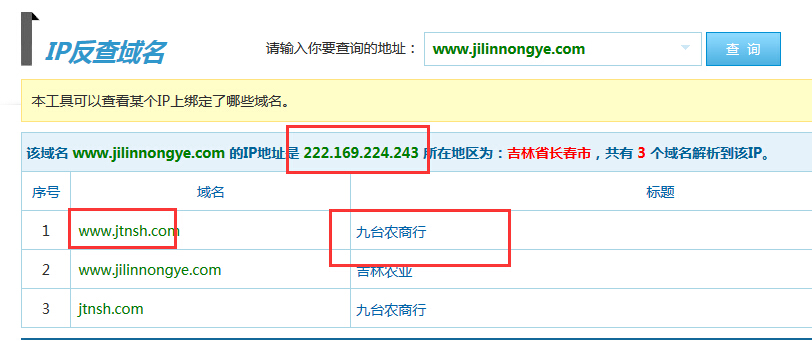 IP反查域名
请输入你要查询的地址： www.jilinnongye.com 查 询
本工具可以查看某个IP上绑定了哪些域名。
该域名 www.jilinnongye.com 的IP地址是 222.169.224.243 所在地区为：吉林省长春市，共有 3 个域名解析到该IP。
序号 域名 标题
1 www.jtnsh.com 九台农商行
2 www.jilinnongye.com 吉林农业
3 jtnsh.com 九台农商行